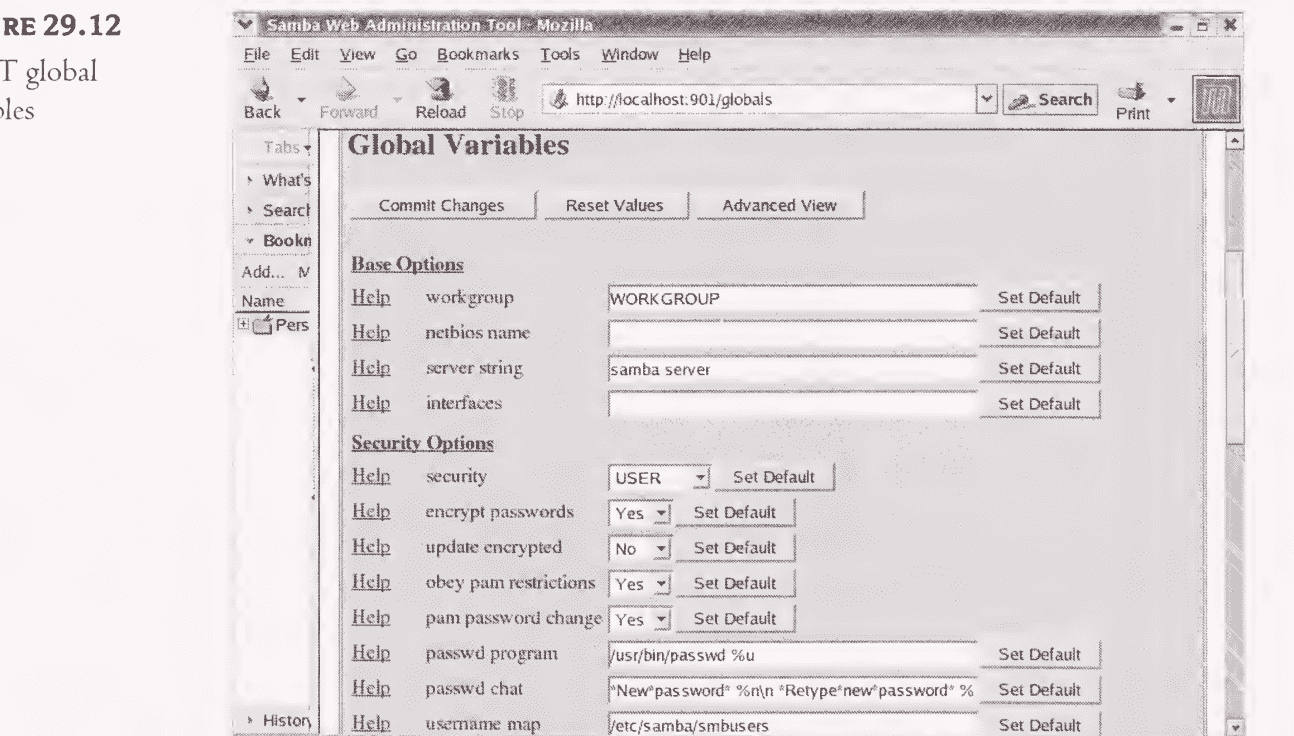 RE 29.12
T global
oles
Samba Web Administration Tool - Mozilla
File Edit View Go Bookmarks Tools Window Help
Back Forward Reload Stop http://localhost:901/globals Search Print
Tabs
What's
Search
Bookn
Add... M
Name
Pers
History
Global Variables
Commit Changes Reset Values Advanced View
Base Options
Help workgroup WORKGROUP Set Default
Help netbios name Set Default
Help server string samba server Set Default
Help interfaces Set Default
Security Options
Help security USER Set Default
Help encrypt passwords Yes Set Default
Help update encrypted No Set Default
Help obey pam restrictions Yes Set Default
Help pam password change Yes Set Default
Help passwd program /usr/bin/passwd %u Set Default
Help passwd chat *New*password* %n\n *Retype*new*password* % Set Default
Help username map /etc/samba/smbusers Set Default